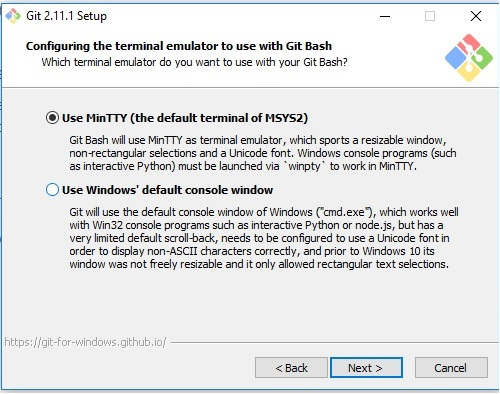 Git 2.11.1 Setup
Configuring the terminal emulator to use with Git Bash
Which terminal emulator do you want to use with your Git Bash?
Use MinTTY (the default terminal of MSYS2)
Git Bash will use MinTTY as terminal emulator, which sports a resizable window,
non-rectangular selections and a Unicode font. Windows console programs (such
as interactive Python) must be launched via `winpty` to work in MinTTY.
Use Windows' default console window
Git will use the default console window of Windows ("cmd.exe"), which works well
with Win32 console programs such as interactive Python or node.js, but has a
very limited default scroll-back, needs to be configured to use a Unicode font in
order to display non-ASCII characters correctly, and prior to Windows 10 its
window was not freely resizable and it only allowed rectangular text selections.
https://git-for-windows.github.io/
< Back
Next >
Cancel